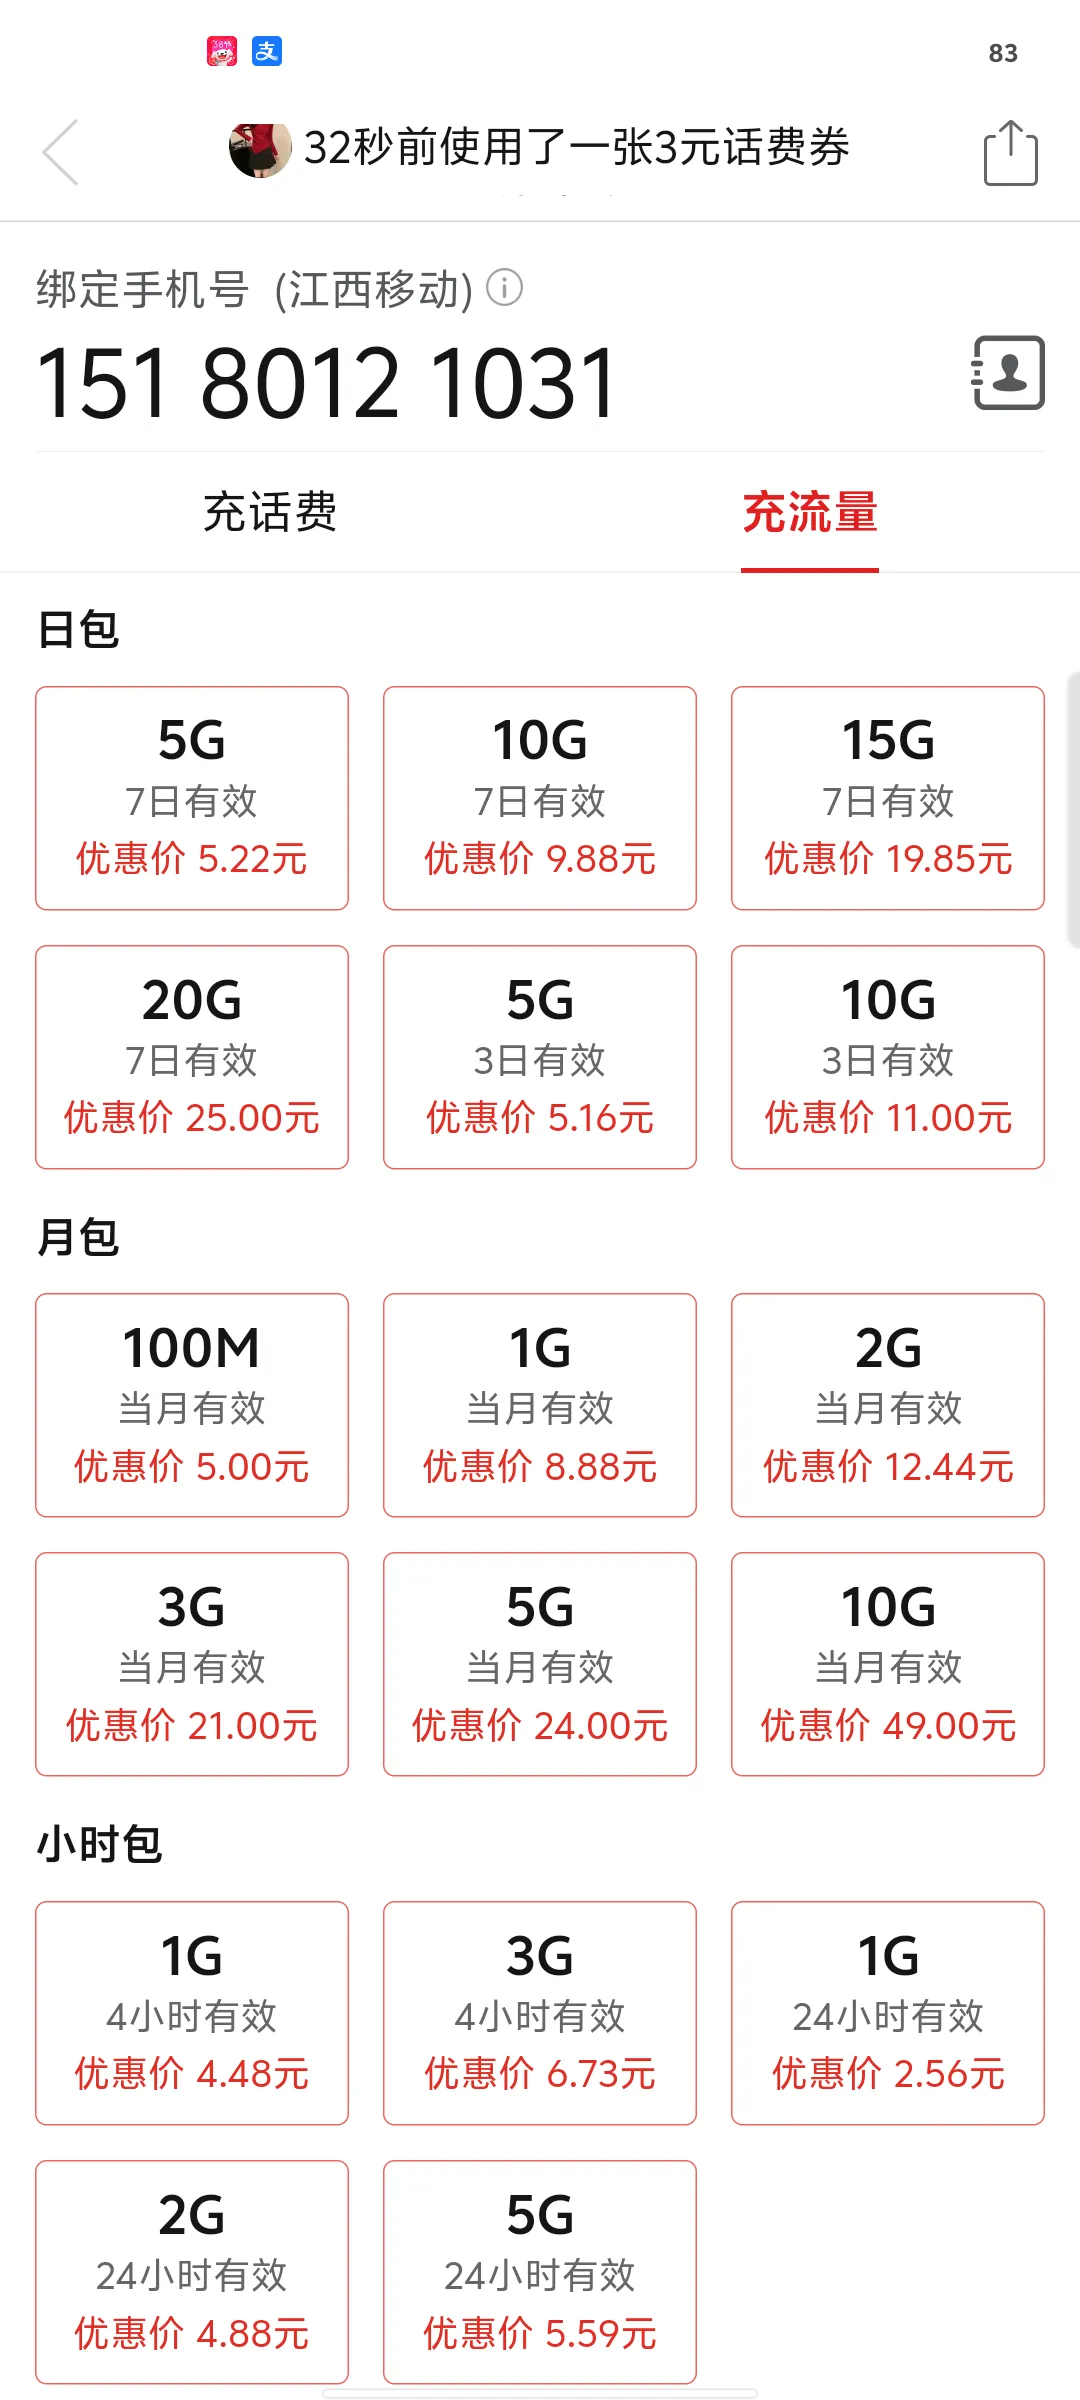 83
32秒前使用了一张3元话费券
绑定手机号 (江西移动)
151 8012 1031
充话费 充流量
日包
5G 10G 15G
7日有效 7日有效 7日有效
优惠价 5.22元 优惠价 9.88元 优惠价 19.85元
20G 5G 10G
7日有效 3日有效 3日有效
优惠价 25.00元 优惠价 5.16元 优惠价 11.00元
月包
100M 1G 2G
当月有效 当月有效 当月有效
优惠价 5.00元 优惠价 8.88元 优惠价 12.44元
3G 5G 10G
当月有效 当月有效 当月有效
优惠价 21.00元 优惠价 24.00元 优惠价 49.00元
小时包
1G 3G 1G
4小时有效 4小时有效 24小时有效
优惠价 4.48元 优惠价 6.73元 优惠价 2.56元
2G 5G
24小时有效 24小时有效
优惠价 4.88元 优惠价 5.59元